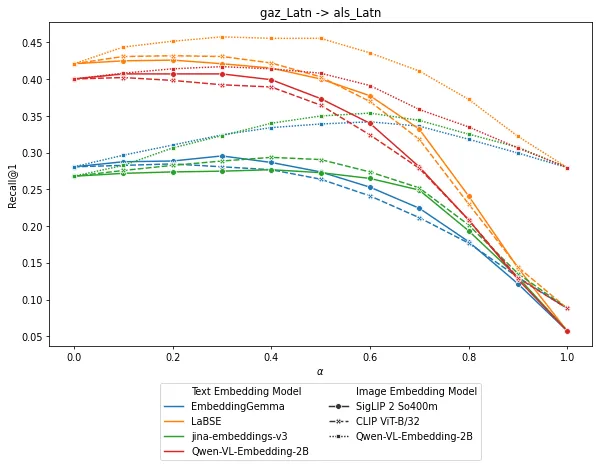 gaz_Latn -> als_Latn
Recall@1
0.45
0.40
0.35
0.30
0.25
0.20
0.15
0.10
0.05
0.0
0.2
0.4
0.6
0.8
1.0
α
Text Embedding Model
EmbeddingGemma
LaBSE
jina-embeddings-v3
Qwen-VL-Embedding-2B
Image Embedding Model
SigLIP 2 So400m
CLIP ViT-B/32
Qwen-VL-Embedding-2B